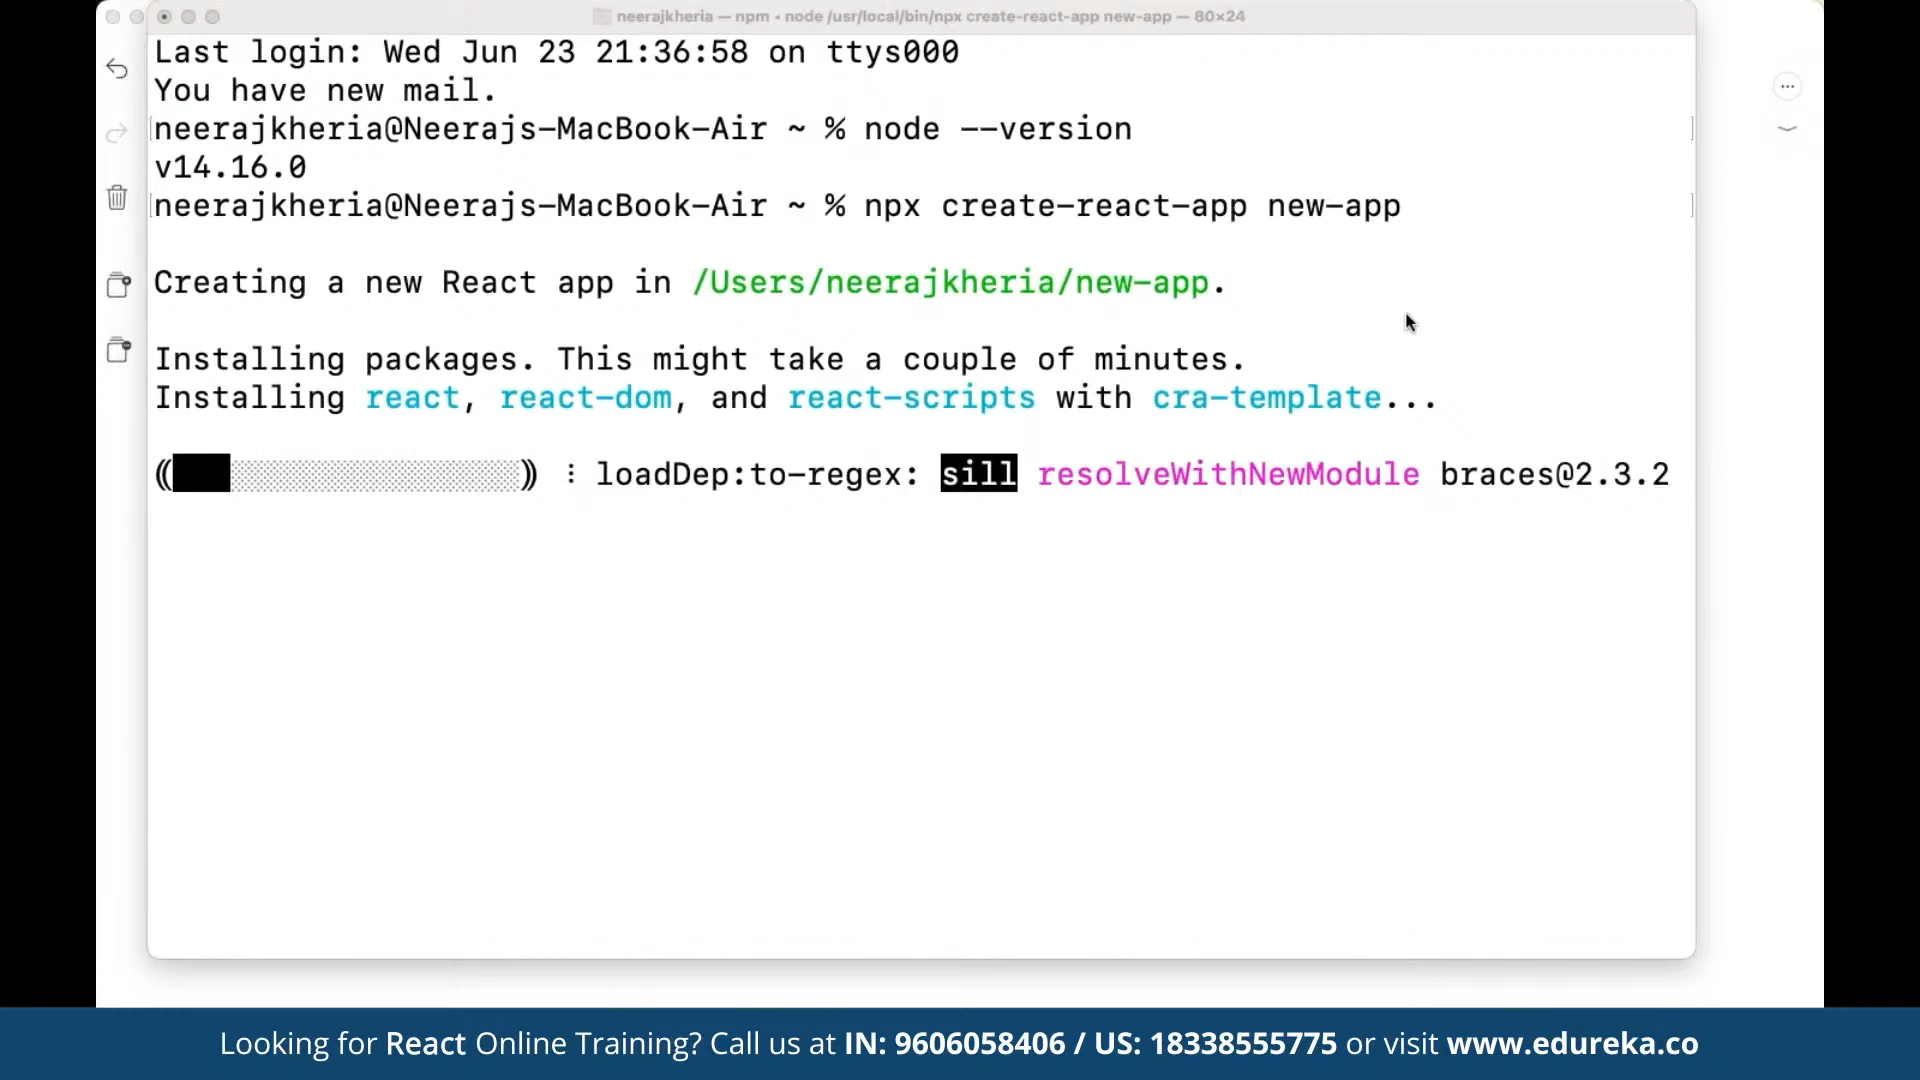 neerajkheria — npm • node /usr/local/bin/npx create-react-app new-app — 80×24
Last login: Wed Jun 23 21:36:58 on ttys000
You have new mail.
neerajkheria@Neerajs-MacBook-Air ~ % node --version
v14.16.0
neerajkheria@Neerajs-MacBook-Air ~ % npx create-react-app new-app
Creating a new React app in /Users/neerajkheria/new-app.
Installing packages. This might take a couple of minutes.
Installing react, react-dom, and react-scripts with cra-template...
⸨███░░░░░░░░░░░░░░░⸩ ⠸ loadDep:to-regex: sill resolveWithNewModule braces@2.3.2
Looking for React Online Training? Call us at IN: 9606058406 / US: 18338555775 or visit www.edureka.co